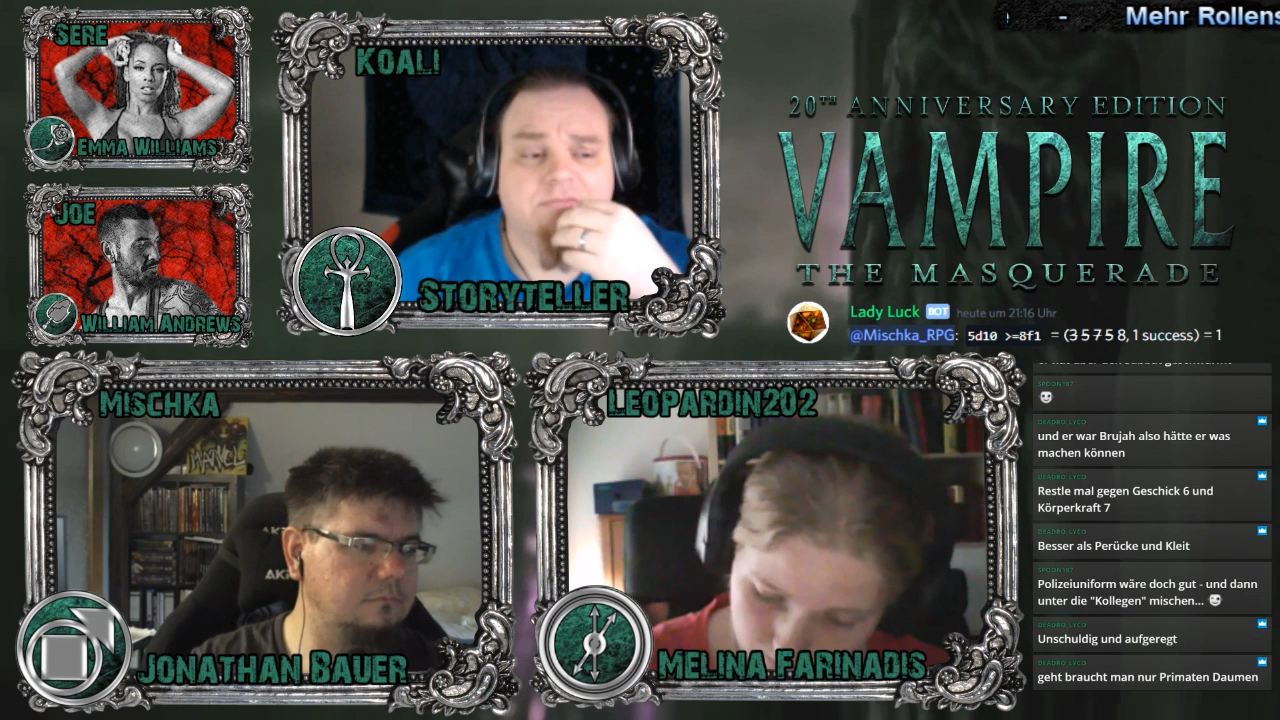 SERE
EMMA WILLIAMS
JOE
WILLIAM ANDREWS
KOALI
STORYTELLER
Mehr Rollens
20TH ANNIVERSARY EDITION
VAMPIRE
THE MASQUERADE
Lady Luck BOT heute um 21:16 Uhr
@Mischka_RPG: 5d10 >=8f1 = (3 5 7 5 8, 1 success) = 1
MISCHKA
JONATHAN BAUER
LEOPARDIN202
MELINA FARINADIS
SPOON187
DEADRO_LYCO
und er war Brujah also hätte er was
machen können
DEADRO_LYCO
Restle mal gegen Geschick 6 und
Körperkraft 7
DEADRO_LYCO
Besser als Perücke und Kleit
SPOON187
Polizeiuniform wäre doch gut - und dann
unter die "Kollegen" mischen...
DEADRO_LYCO
Unschuldig und aufgeregt
DEADRO_LYCO
geht braucht man nur Primaten Daumen